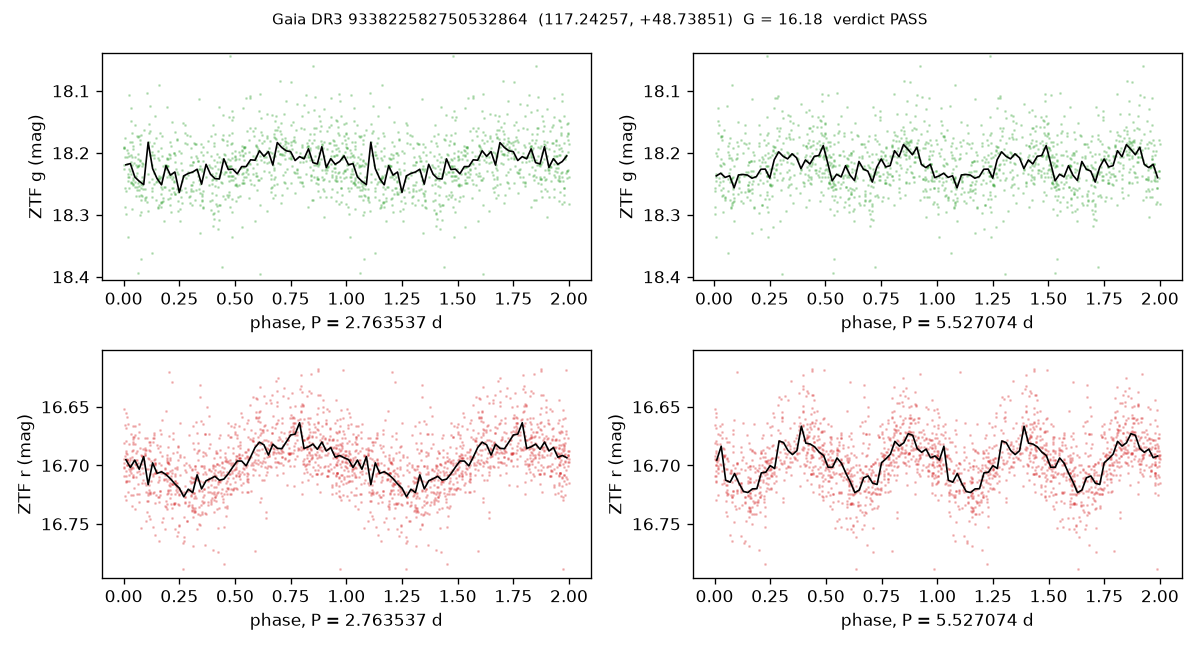 Gaia DR3 933822582750532864 (117.24257, +48.73851) G = 16.18 verdict PASS
ZTF g (mag)
18.1
18.2
18.3
18.4
0.00 0.25 0.50 0.75 1.00 1.25 1.50 1.75 2.00
phase, P = 2.763537 d
ZTF g (mag)
18.1
18.2
18.3
18.4
0.00 0.25 0.50 0.75 1.00 1.25 1.50 1.75 2.00
phase, P = 5.527074 d
ZTF r (mag)
16.65
16.70
16.75
0.00 0.25 0.50 0.75 1.00 1.25 1.50 1.75 2.00
phase, P = 2.763537 d
ZTF r (mag)
16.65
16.70
16.75
0.00 0.25 0.50 0.75 1.00 1.25 1.50 1.75 2.00
phase, P = 5.527074 d